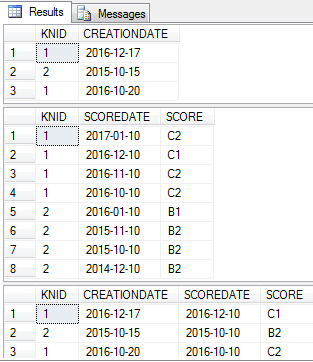 Results Messages
KNID CREATIONDATE
1 1 2016-12-17
2 2 2015-10-15
3 1 2016-10-20
KNID SCOREDATE SCORE
1 1 2017-01-10 C2
2 1 2016-12-10 C1
3 1 2016-11-10 C2
4 1 2016-10-10 C2
5 2 2016-01-10 B1
6 2 2015-11-10 B2
7 2 2015-10-10 B2
8 2 2014-12-10 B2
KNID CREATIONDATE SCOREDATE SCORE
1 1 2016-12-17 2016-12-10 C1
2 2 2015-10-15 2015-10-10 B2
3 1 2016-10-20 2016-10-10 C2